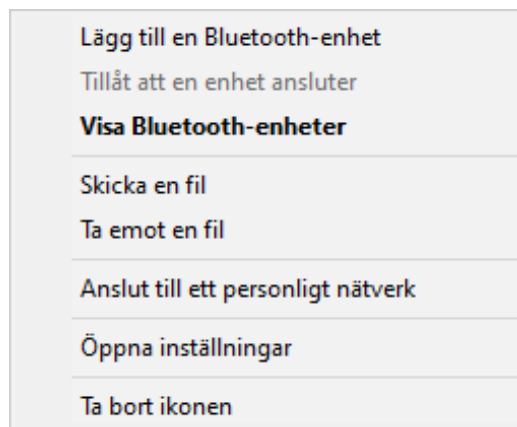 Lägg till en Bluetooth-enhet
Tillåt att en enhet ansluter
Visa Bluetooth-enheter
Skicka en fil
Ta emot en fil
Anslut till ett personligt nätverk
Öppna inställningar
Ta bort ikonen